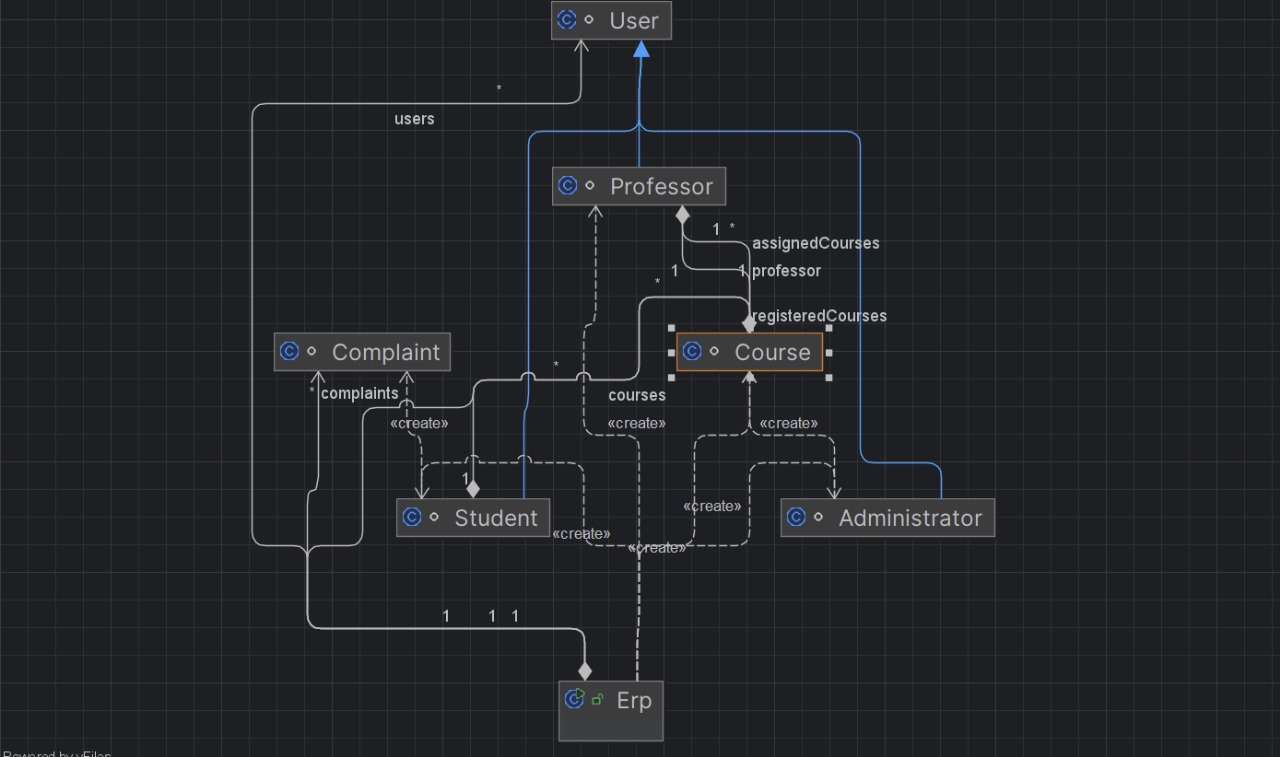 User
*
users
Professor
1 *
assignedCourses
1
1
professor
*
registeredCourses
Complaint
Course
*
* complaints
courses
«create»
«create»
«create»
1
«create»
Student
Administrator
«create»
«create»
1 1 1
Erp
Powered by yFiles